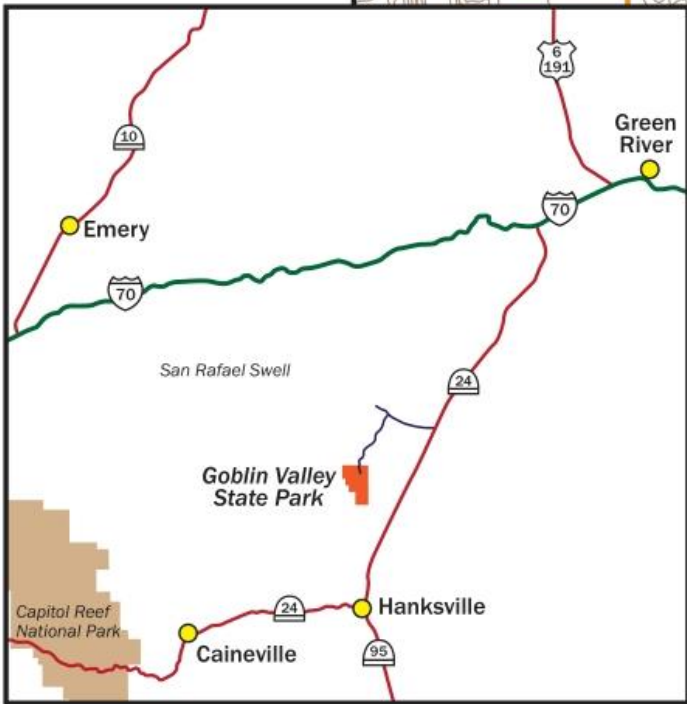 6
191
Green
River
10
70
Emery
70
24
San Rafael Swell
Goblin Valley
State Park
Capitol Reef
National Park
24
Hanksville
Caineville
95